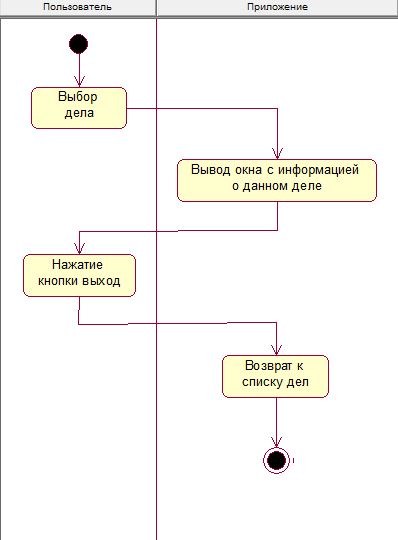 Пользователь
Приложение
Выбор
дела
Вывод окна с информацией
о данном деле
Нажатие
кнопки выход
Возврат к
списку дел